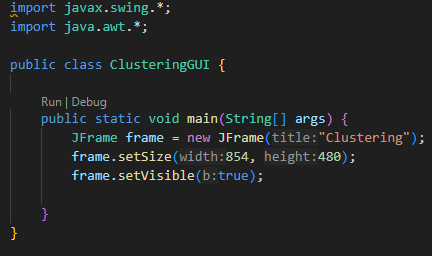 import javax.swing.*;
import java.awt.*;
public class ClusteringGUI {
Run | Debug
public static void main(String[] args) {
JFrame frame = new JFrame(title:"Clustering");
frame.setSize(width:854, height:480);
frame.setVisible(b:true);
}
}